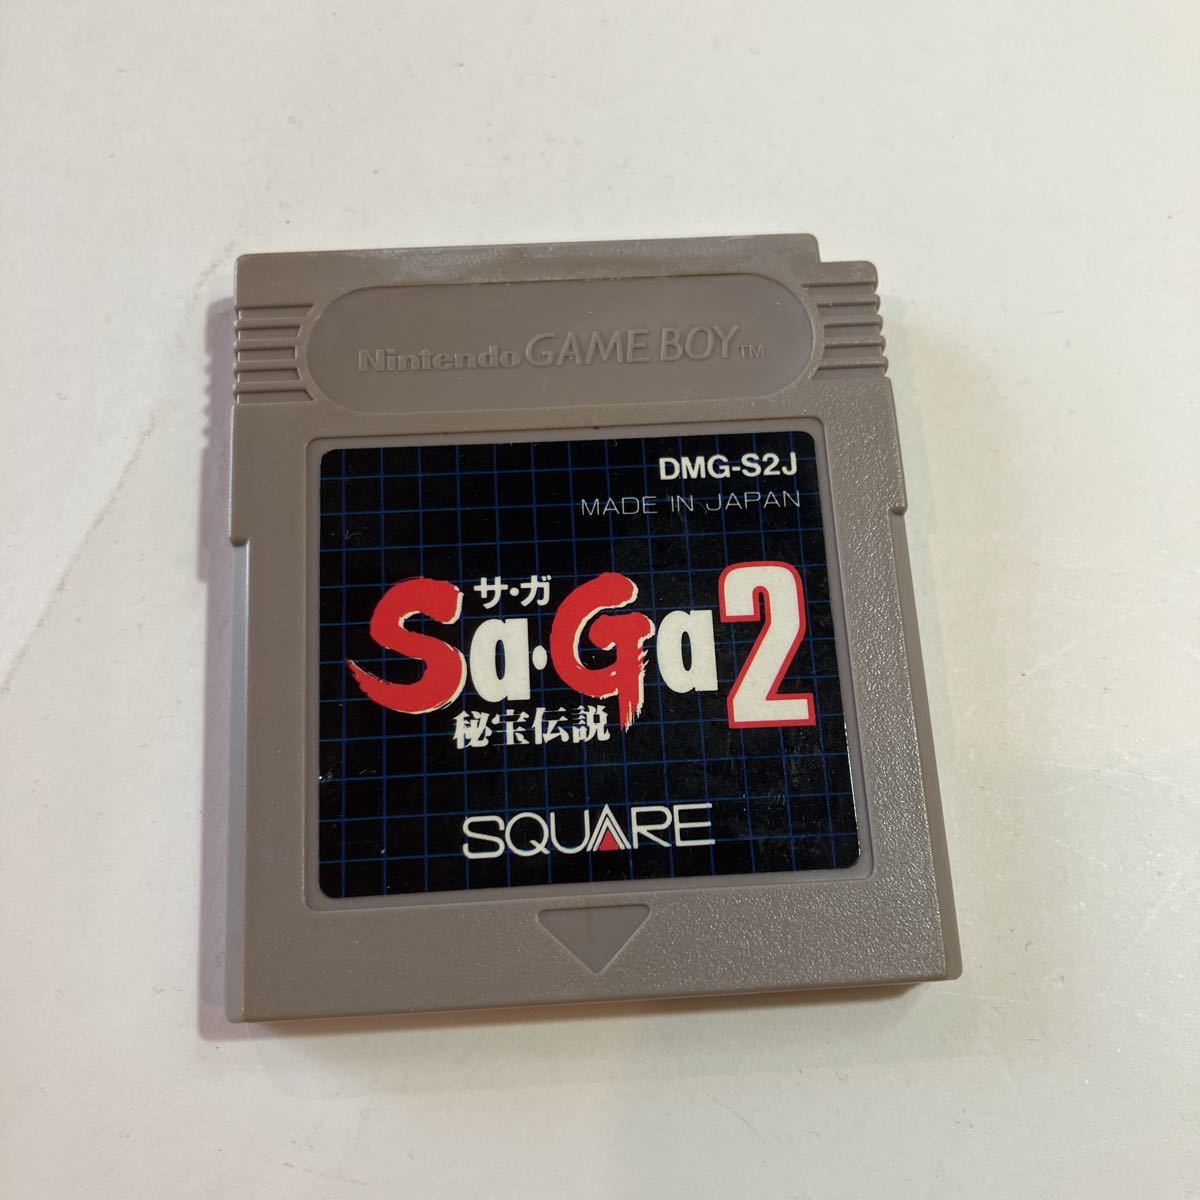 Nintendo GAME BOY™
DMG-S2J
MADE IN JAPAN
サ・ガ
Sa・Ga2
秘宝伝説
SQUARE